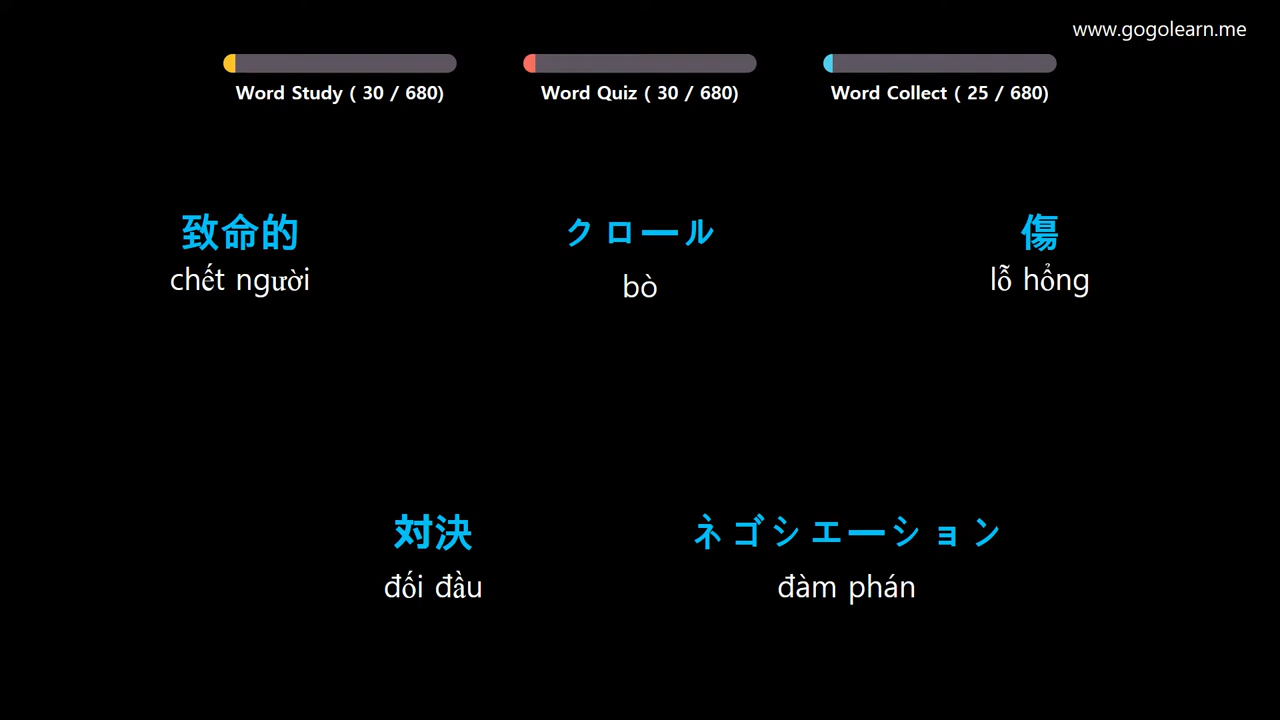 www.gogolearn.me
Word Study ( 30 / 680)
Word Quiz ( 30 / 680)
Word Collect ( 25 / 680)
致命的
chết người
クロール
bò
傷
lỗ hổng
対決
đối đầu
ネゴシエーション
đàm phán